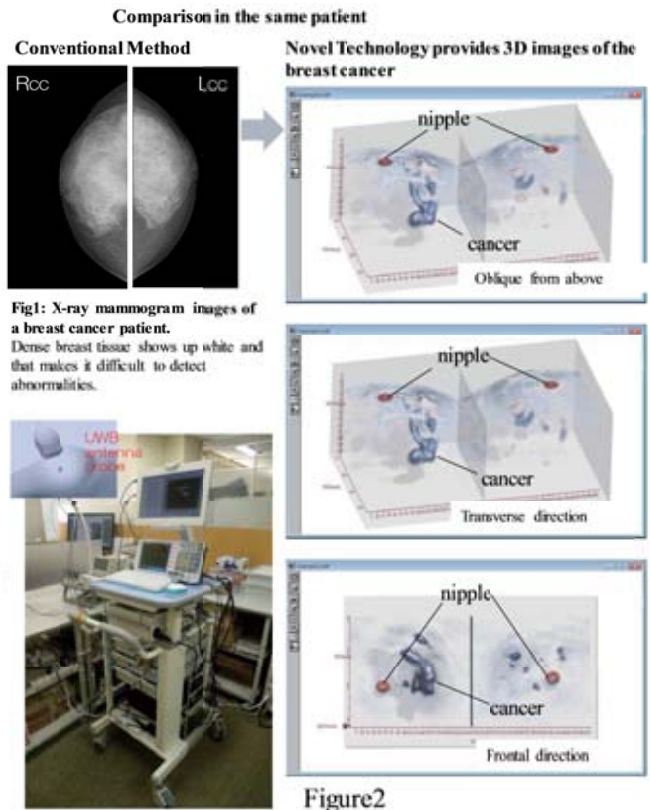 Comparison in the same patient
Conventional Method
Rcc
Lcc
Fig1: X-ray mammogram images of
a breast cancer patient.
Dense breast tissue shows up white and
that makes it difficult to detect
abnormalities.
UWB
antenna
probe
Novel Technology provides 3D images of the
breast cancer
nipple
cancer
Oblique from above
nipple
cancer
Transverse direction
nipple
cancer
Frontal direction
Figure2